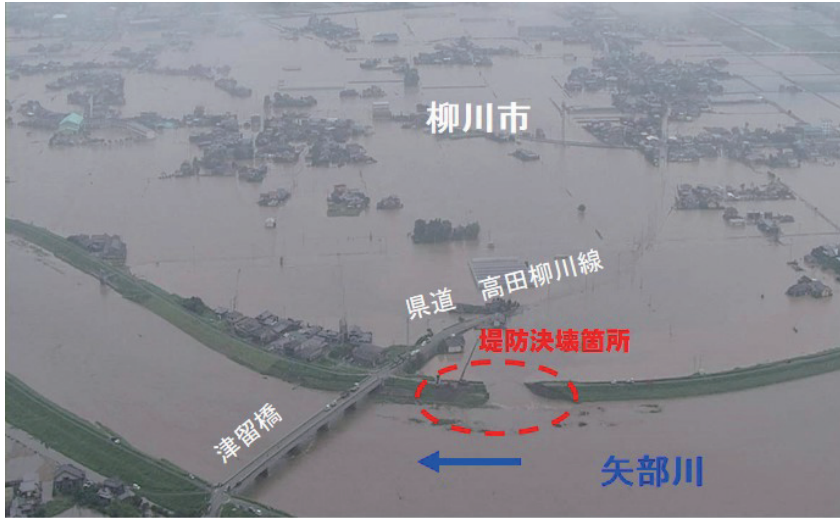 柳川市
県道　高田柳川線
堤防決壊箇所
津留橋
矢部川